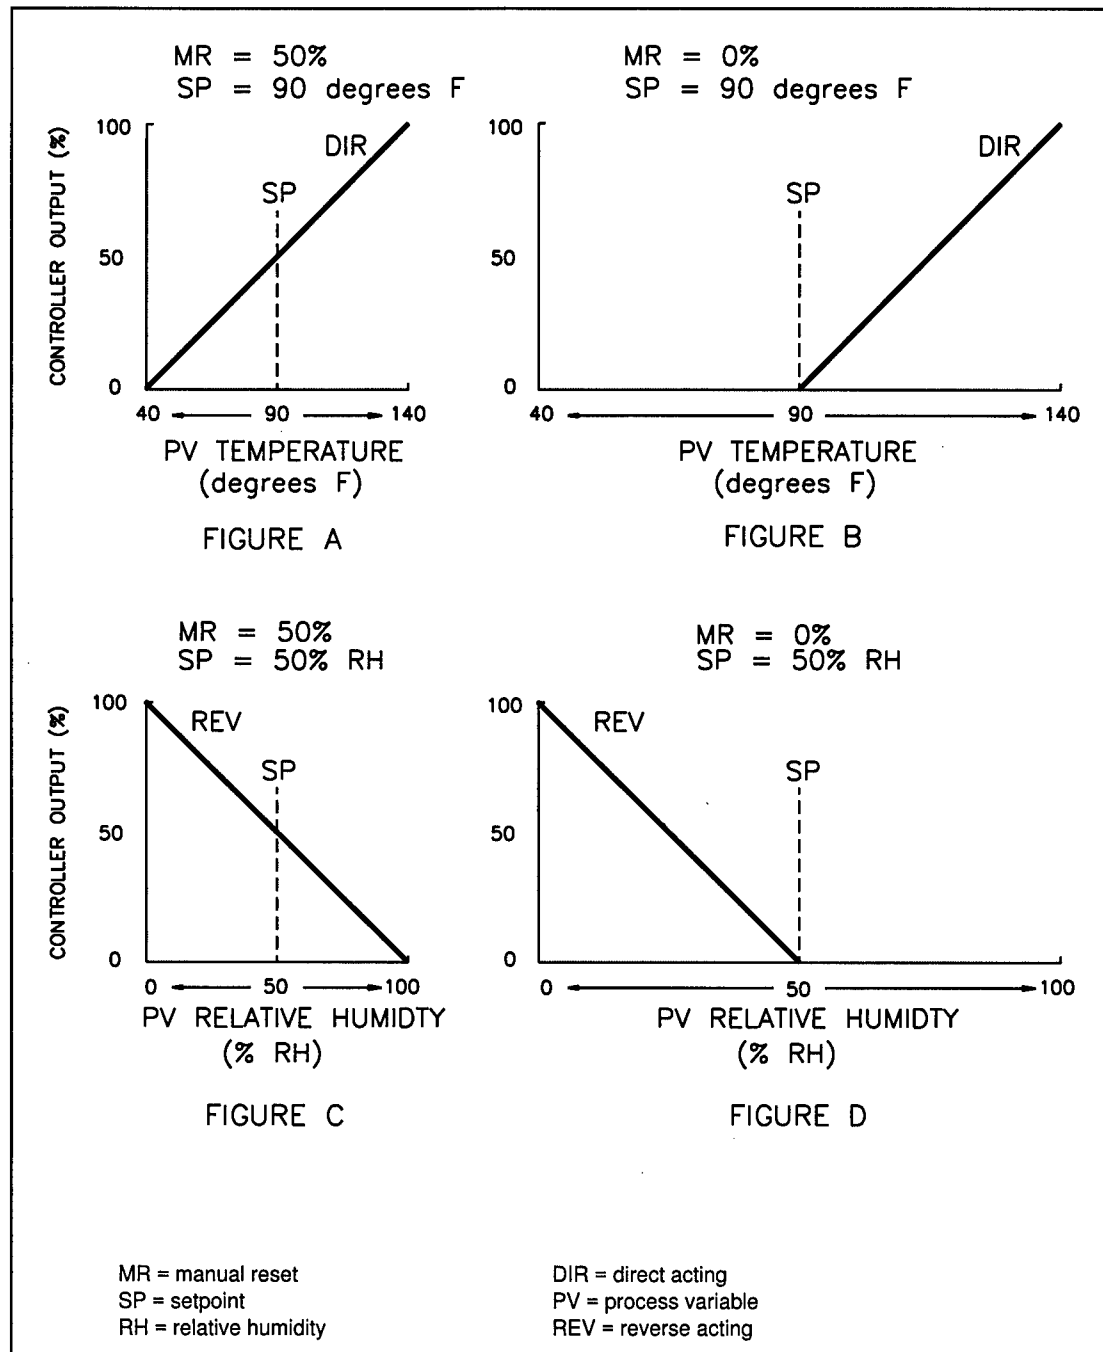 MR = 50%
SP = 90 degrees F
CONTROLLER OUTPUT (%)
100
50
0
DIR
SP
40 90 140
PV TEMPERATURE
(degrees F)
FIGURE A
MR = 0%
SP = 90 degrees F
100
50
0
DIR
SP
40 90 140
PV TEMPERATURE
(degrees F)
FIGURE B
MR = 50%
SP = 50% RH
CONTROLLER OUTPUT (%)
100
50
0
REV
SP
0 50 100
PV RELATIVE HUMIDTY
(% RH)
FIGURE C
MR = 0%
SP = 50% RH
100
50
0
REV
SP
0 50 100
PV RELATIVE HUMIDTY
(% RH)
FIGURE D
MR = manual reset
SP = setpoint
RH = relative humidity
DIR = direct acting
PV = process variable
REV = reverse acting